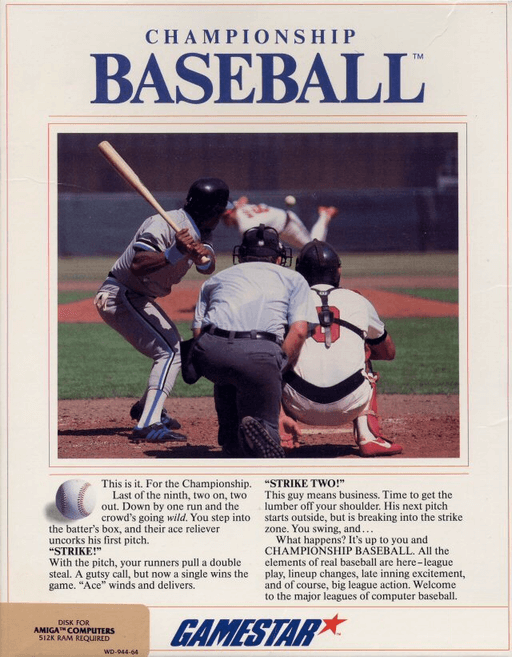 CHAMPIONSHIP
BASEBALL™
This is it. For the Championship.
Last of the ninth, two on, two
out. Down by one run and the
crowd's going wild. You step into
the batter's box, and their ace reliever
uncorks his first pitch.
"STRIKE!"
With the pitch, your runners pull a double
steal. A gutsy call, but now a single wins the
game. "Ace" winds and delivers.
"STRIKE TWO!"
This guy means business. Time to get the
lumber off your shoulder. His next pitch
starts outside, but is breaking into the strike
zone. You swing, and…
What happens? It's up to you and
CHAMPIONSHIP BASEBALL. All the
elements of real baseball are here–league
play, lineup changes, late inning excitement,
and of course, big league action. Welcome
to the major leagues of computer baseball.
DISK FOR
AMIGA™ COMPUTERS
512K RAM REQUIRED
WD-944-64
GAMESTAR